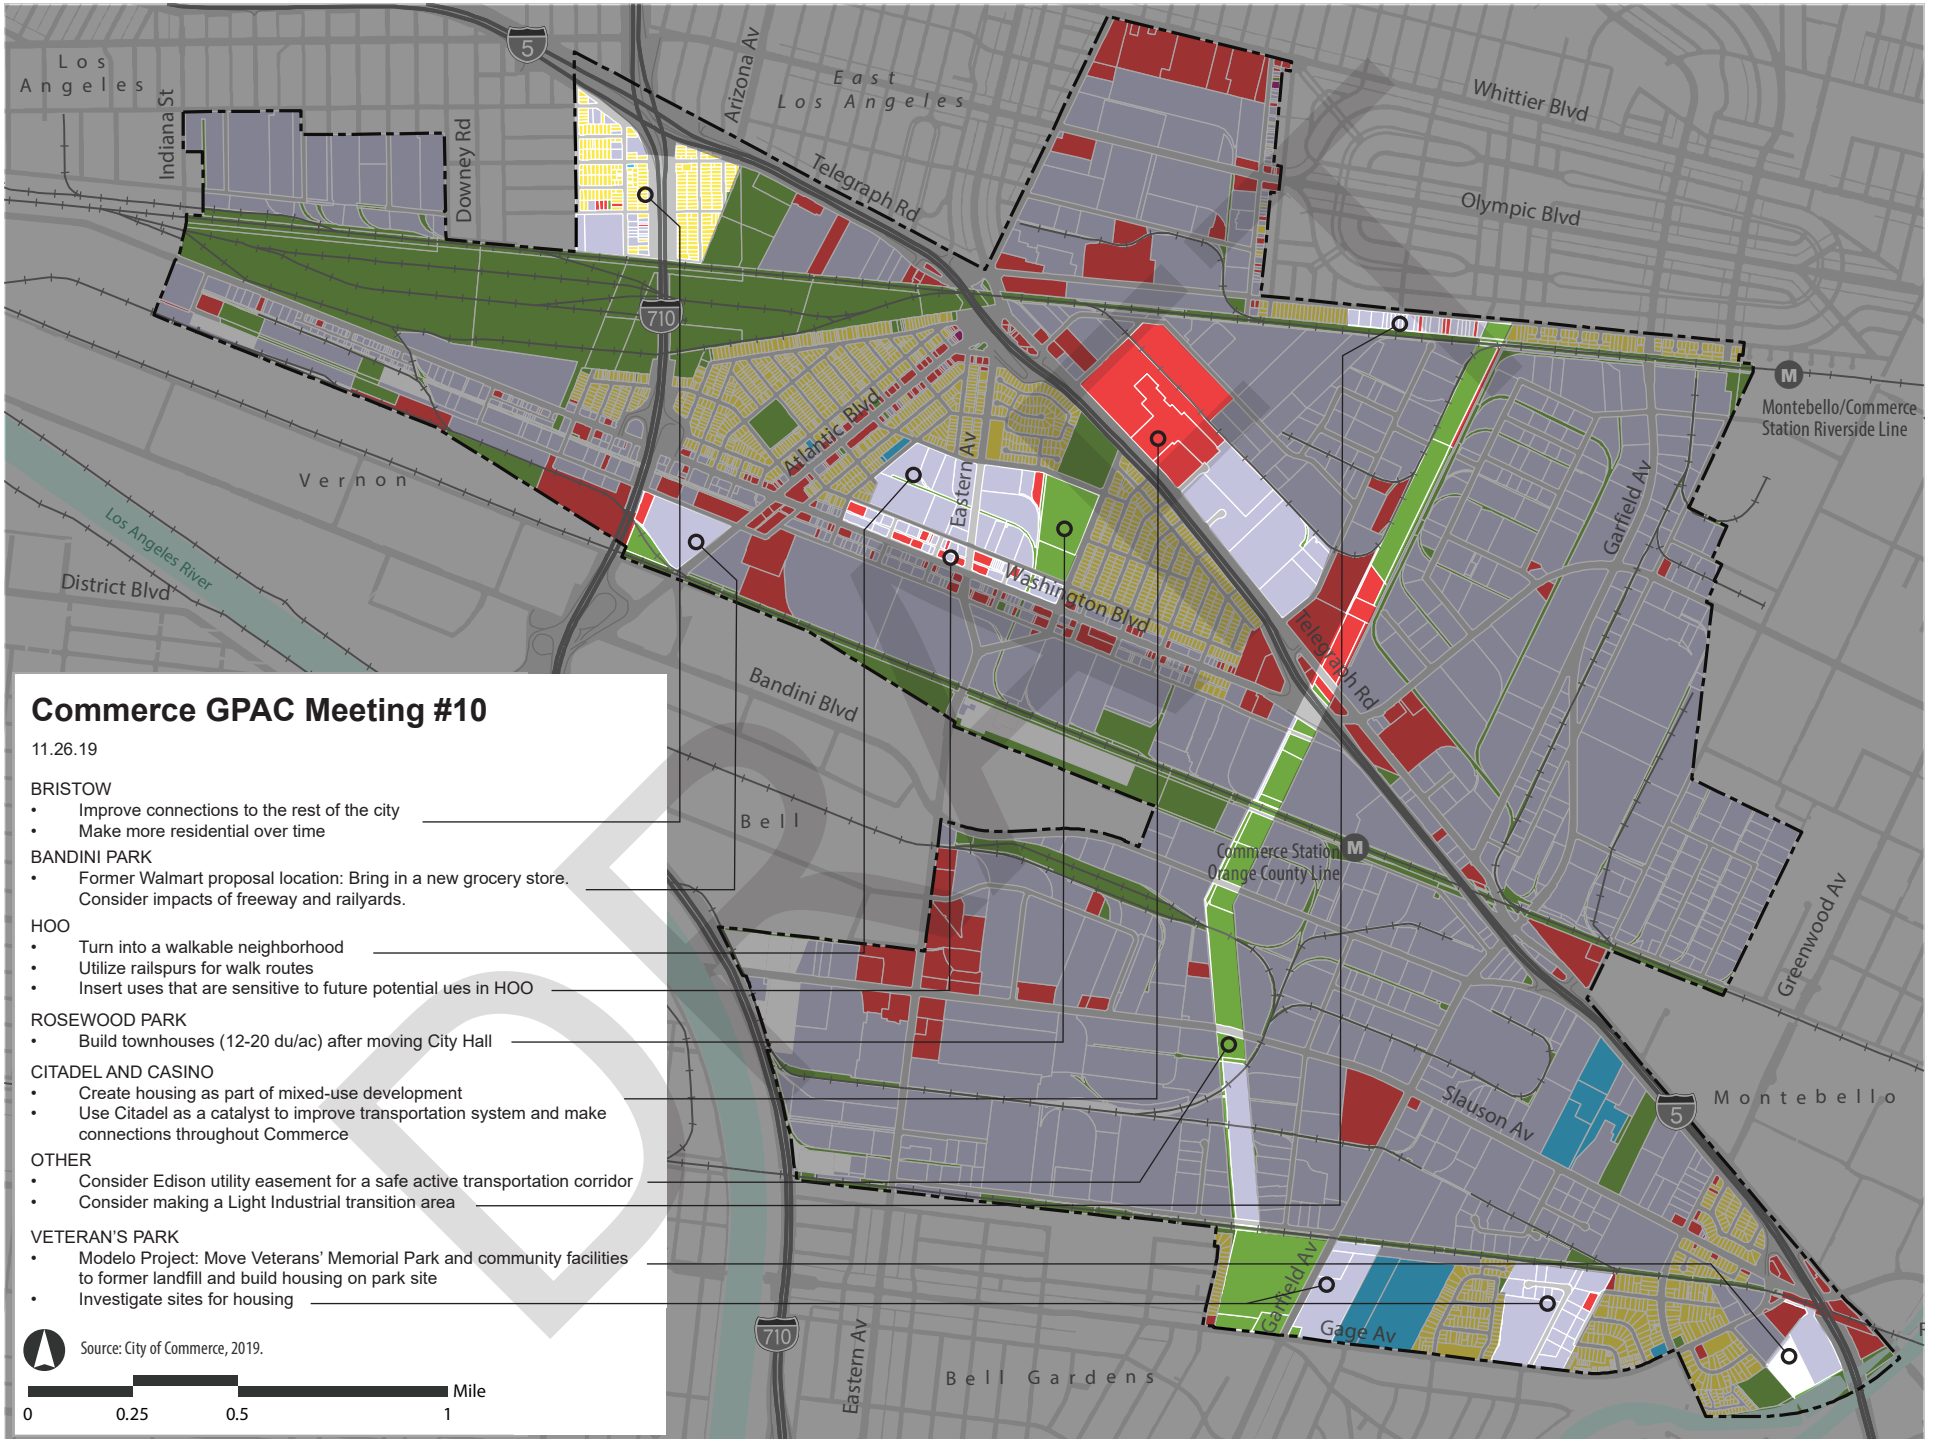 Los
Angeles
Indiana St
Downey Rd
5
Arizona Av
East
Los Angeles
Telegraph Rd
Whittier Blvd
Olympic Blvd
710
M
Montebello/Commerce
Station Riverside Line
Vernon
Los Angeles River
District Blvd
Atlantic Blvd
Eastern Av
Washington Blvd
Garfield Av
Telegraph Rd
Bandini Blvd
Bell
Commerce Station
Orange County Line
M
Greenwood Av
Slauson Av
5
Montebello
Garfield Av
Gage Av
710
Eastern Av
Bell Gardens
DRAFT
Commerce GPAC Meeting #10
11.26.19
BRISTOW
• Improve connections to the rest of the city
• Make more residential over time
BANDINI PARK
• Former Walmart proposal location: Bring in a new grocery store.
Consider impacts of freeway and railyards.
HOO
• Turn into a walkable neighborhood
• Utilize railspurs for walk routes
• Insert uses that are sensitive to future potential ues in HOO
ROSEWOOD PARK
• Build townhouses (12-20 du/ac) after moving City Hall
CITADEL AND CASINO
• Create housing as part of mixed-use development
• Use Citadel as a catalyst to improve transportation system and make
connections throughout Commerce
OTHER
• Consider Edison utility easement for a safe active transportation corridor
• Consider making a Light Industrial transition area
VETERAN'S PARK
• Modelo Project: Move Veterans' Memorial Park and community facilities
to former landfill and build housing on park site
• Investigate sites for housing
Source: City of Commerce, 2019.
Mile
0 0.25 0.5 1